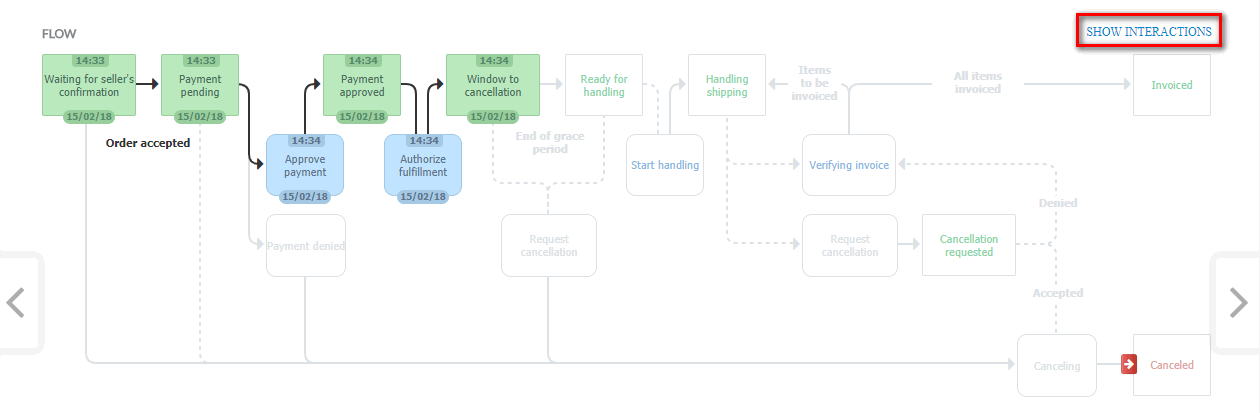 FLOW
SHOW INTERACTIONS
14:33
Waiting for seller's
confirmation
15/02/18
14:33
Payment
pending
15/02/18
14:34
Payment
approved
15/02/18
14:34
Window to
cancellation
15/02/18
Ready for
handling
Handling
shipping
Items
to be
invoiced
All items
invoiced
Invoiced
Order accepted
14:34
Approve
payment
15/02/18
14:34
Authorize
fulfillment
15/02/18
End of grace
period
Start handling
Verifying invoice
Denied
Payment denied
Request
cancellation
Request
cancellation
Cancellation
requested
Accepted
Canceling
Canceled